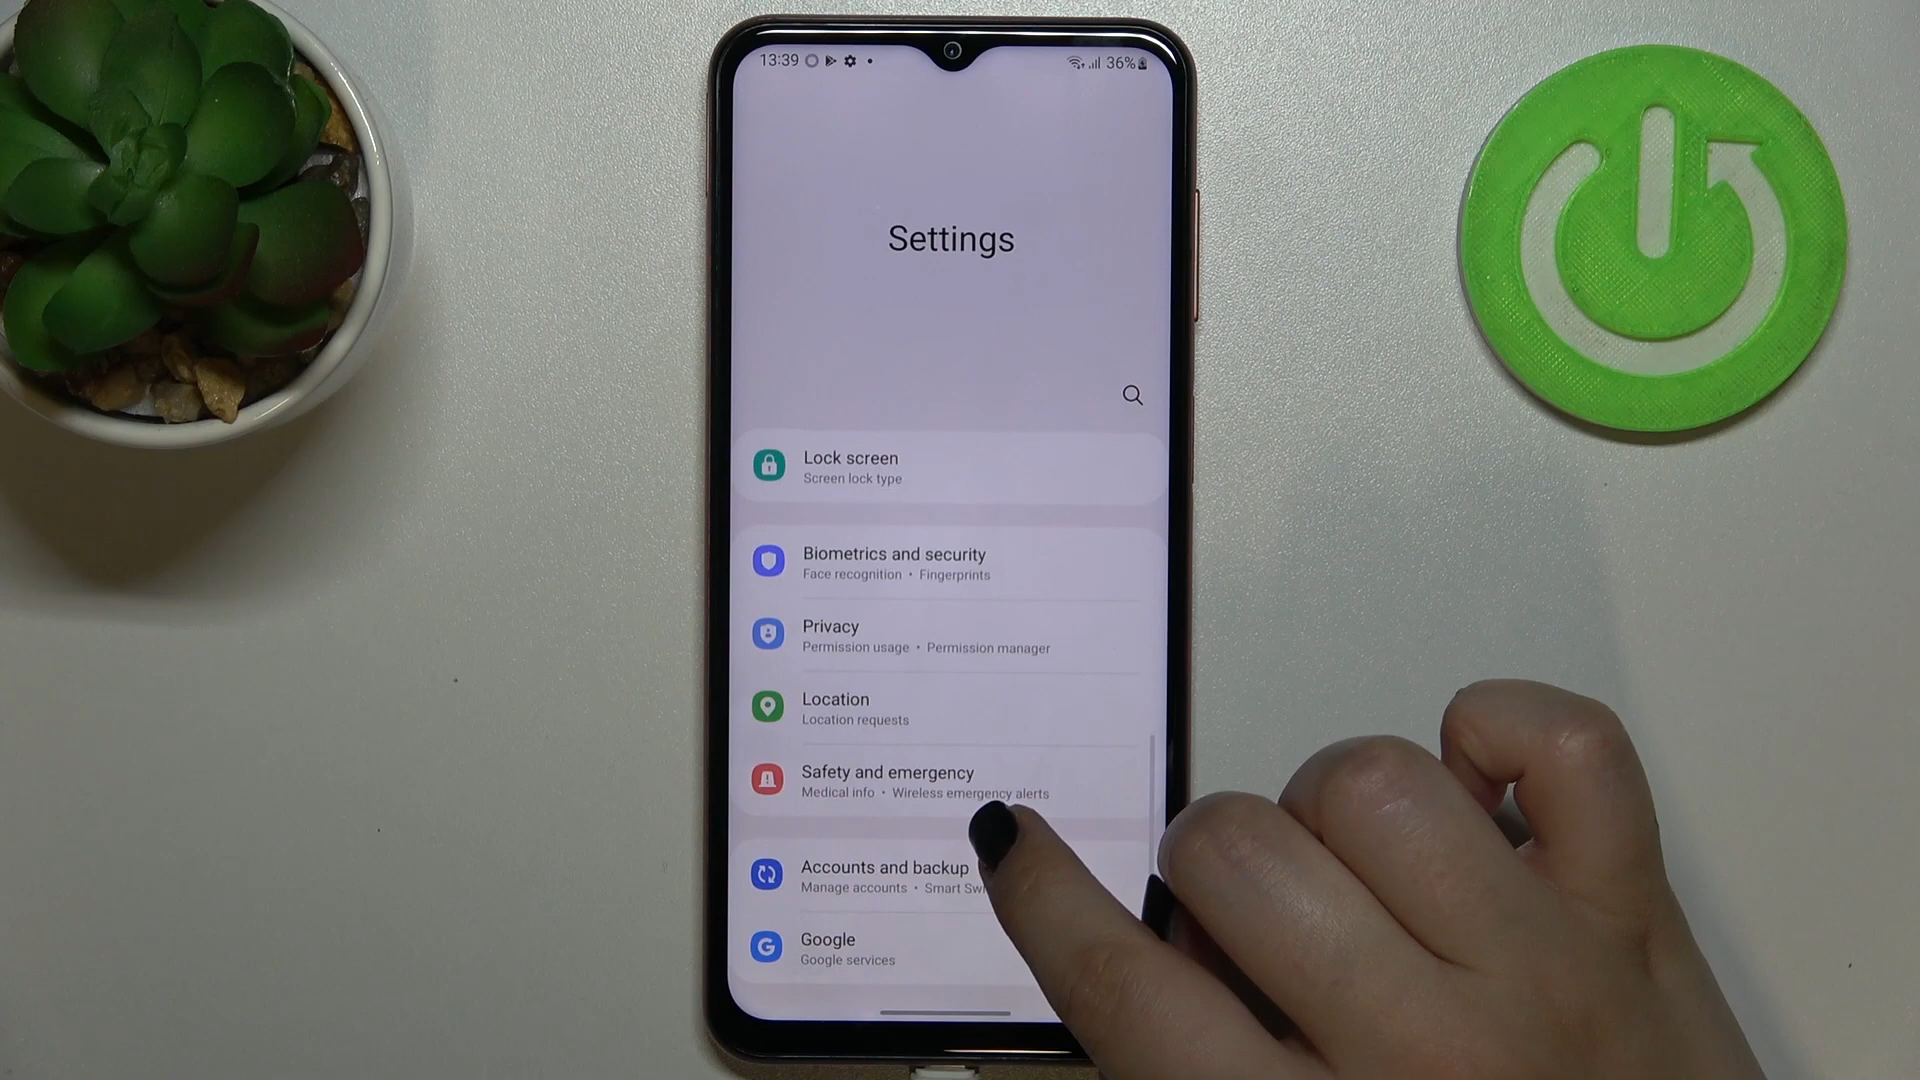 13:39
36%
Settings
Lock screen
Screen lock type
Biometrics and security
Face recognition • Fingerprints
Privacy
Permission usage • Permission manager
Location
Location requests
Safety and emergency
Medical info • Wireless emergency alerts
Accounts and backup
Manage accounts • Smart
Google
Google services